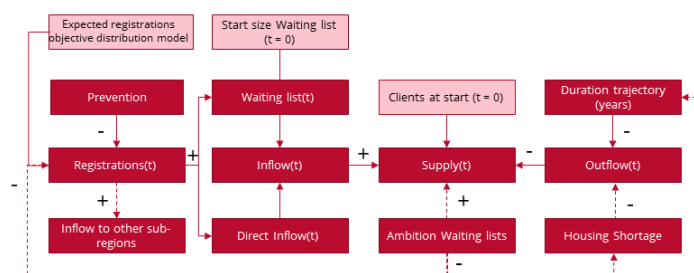 Expected registrations
objective distribution model
Start size Waiting list
(t = 0)
Prevention
Waiting list(t)
Clients at start (t = 0)
Duration trajectory
(years)
-
-
-
Registrations(t)
+
Inflow(t)
+
Supply(t)
-
Outflow(t)
-
+
+
-
Inflow to other sub-
regions
Direct Inflow(t)
Ambition Waiting lists
Housing Shortage
-